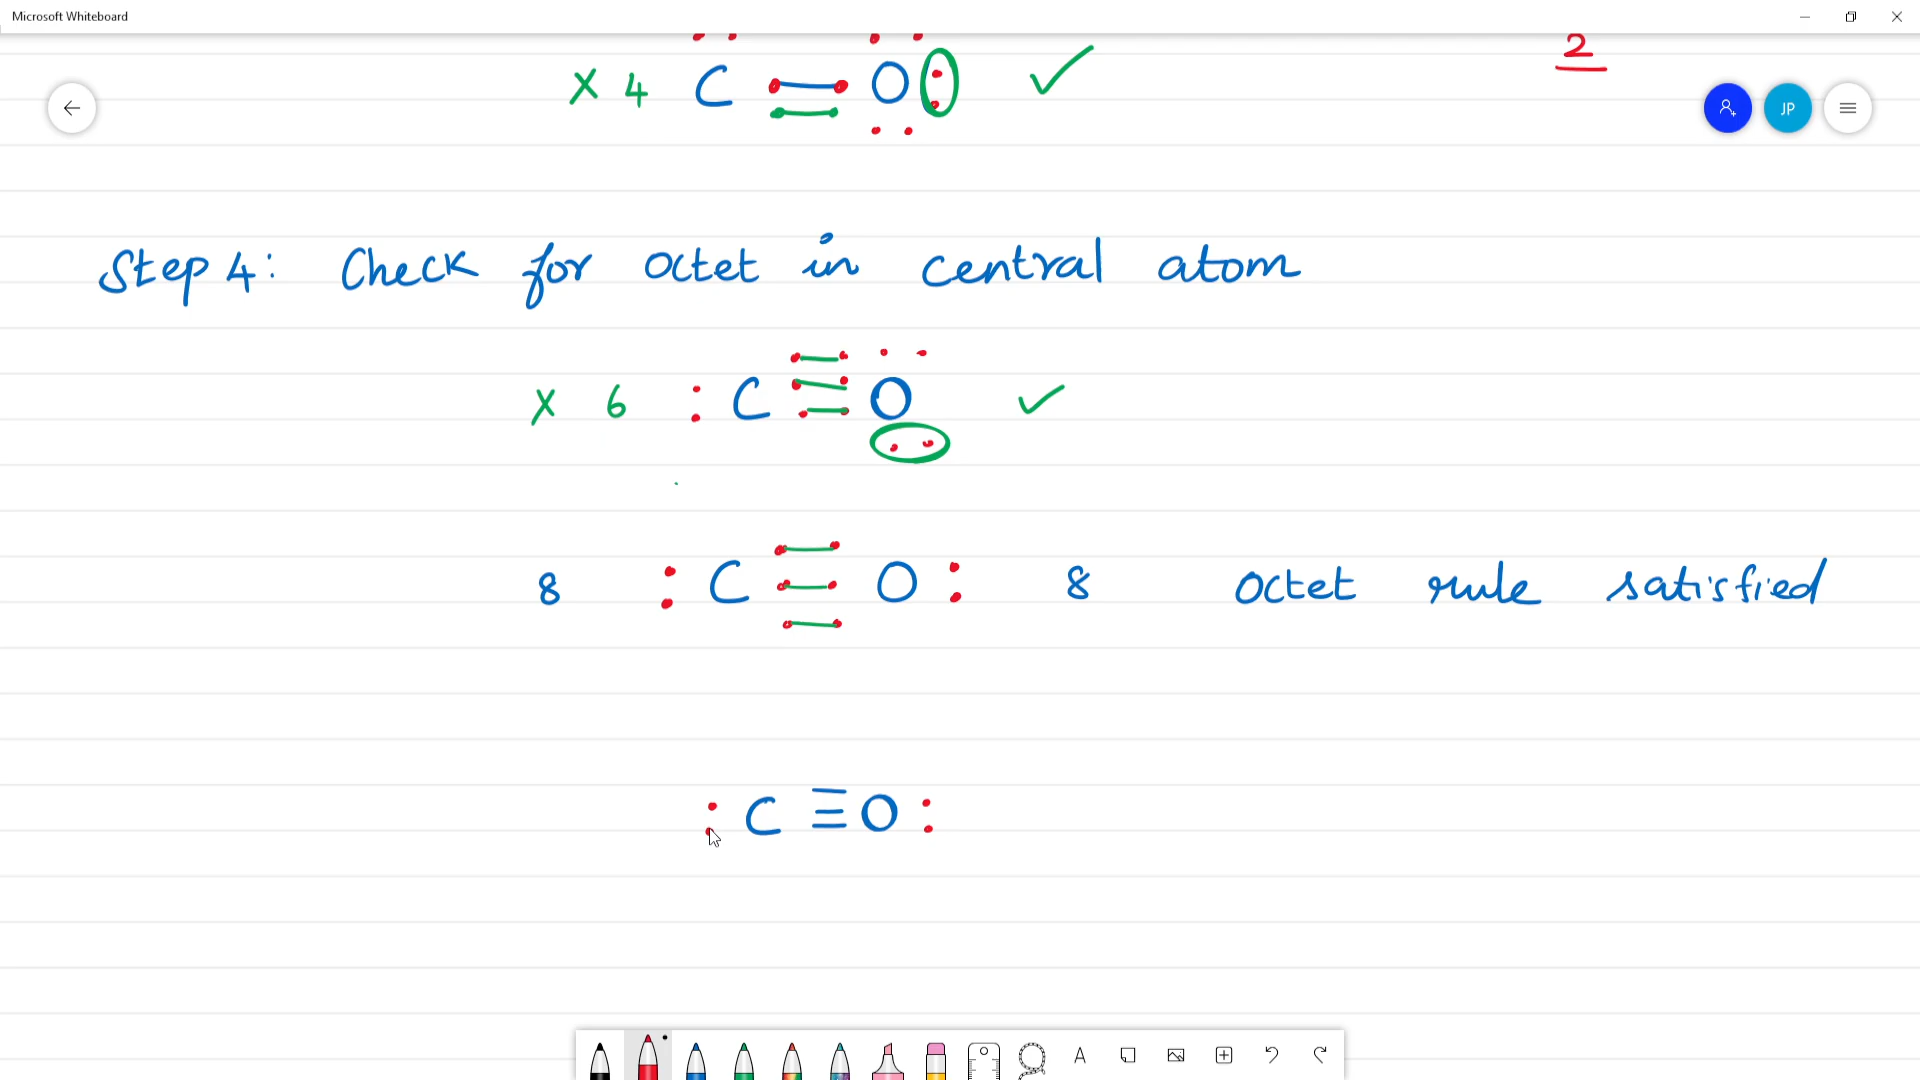 Microsoft Whiteboard
2
X 4 C = O ✓
JP
Step 4: Check for octet in central atom
X 6 : C ≡ O ✓
8 : C ≡ O : 8 octet rule satisfied
: C ≡ O :
A